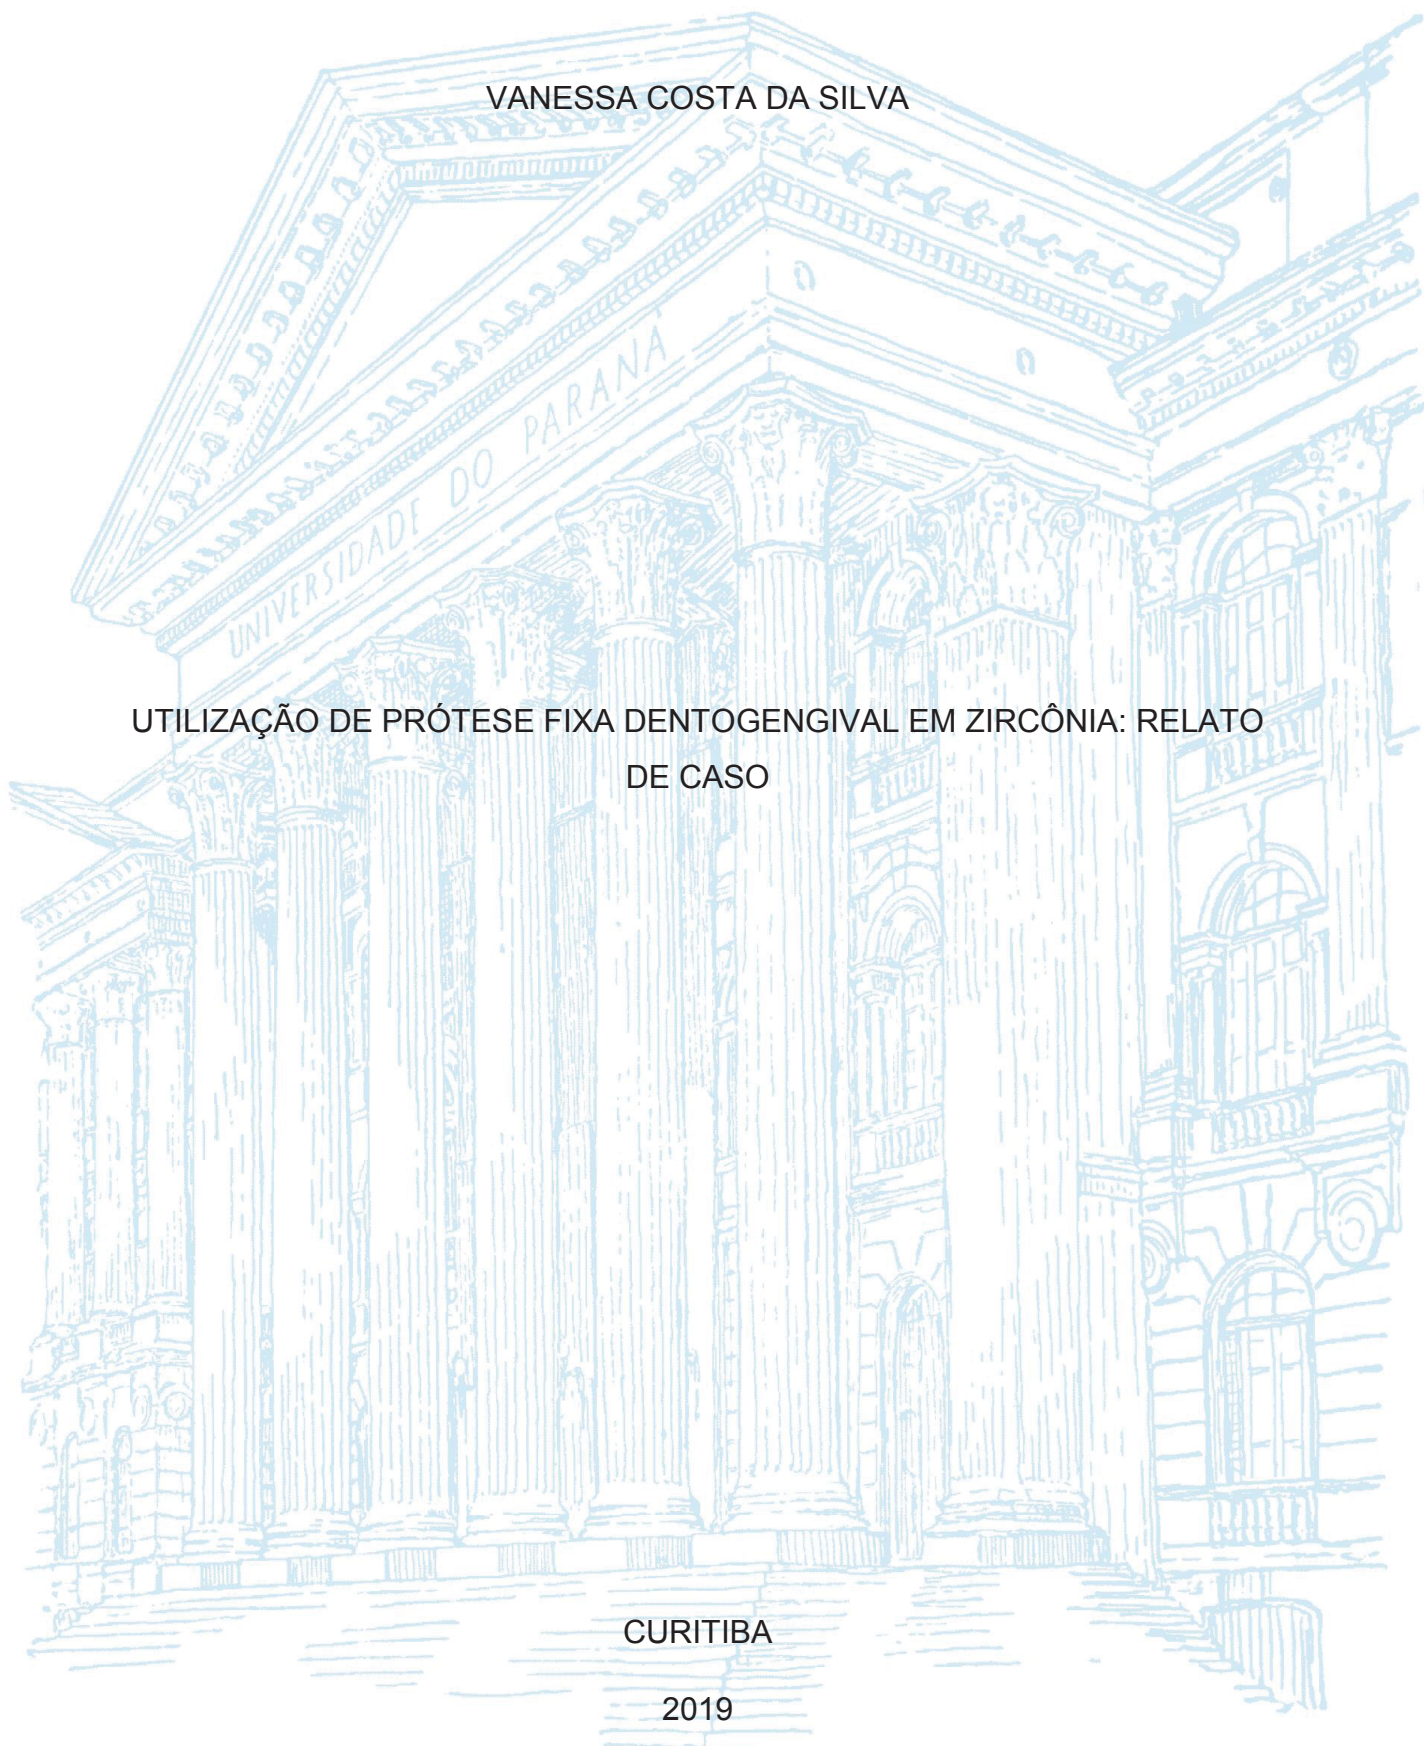 VANESSA COSTA DA SILVA
UNIVERSIDADE DO PARANÁ
UTILIZAÇÃO DE PRÓTESE FIXA DENTOGENGIVAL EM ZIRCÔNIA: RELATO
DE CASO
CURITIBA
2019